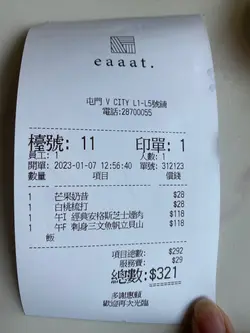 eaaat.
屯門 V CITY L1-L5號舖
電話:28700055
檯號: 11 印單: 1
員工: 1 人數: 1
開單: 2023-01-07 12:56:40 單號: 312123
數量 項目 價錢
1 芒果奶昔 $28
1 白桃梳打 $28
1 午I 經典安格斯芝士達肉 $118
1 午F 刺身三文魚帆立貝山 $118
飯
項目總數: $292
服務費: $29
總數:$321
多謝惠顧
歡迎再次光臨